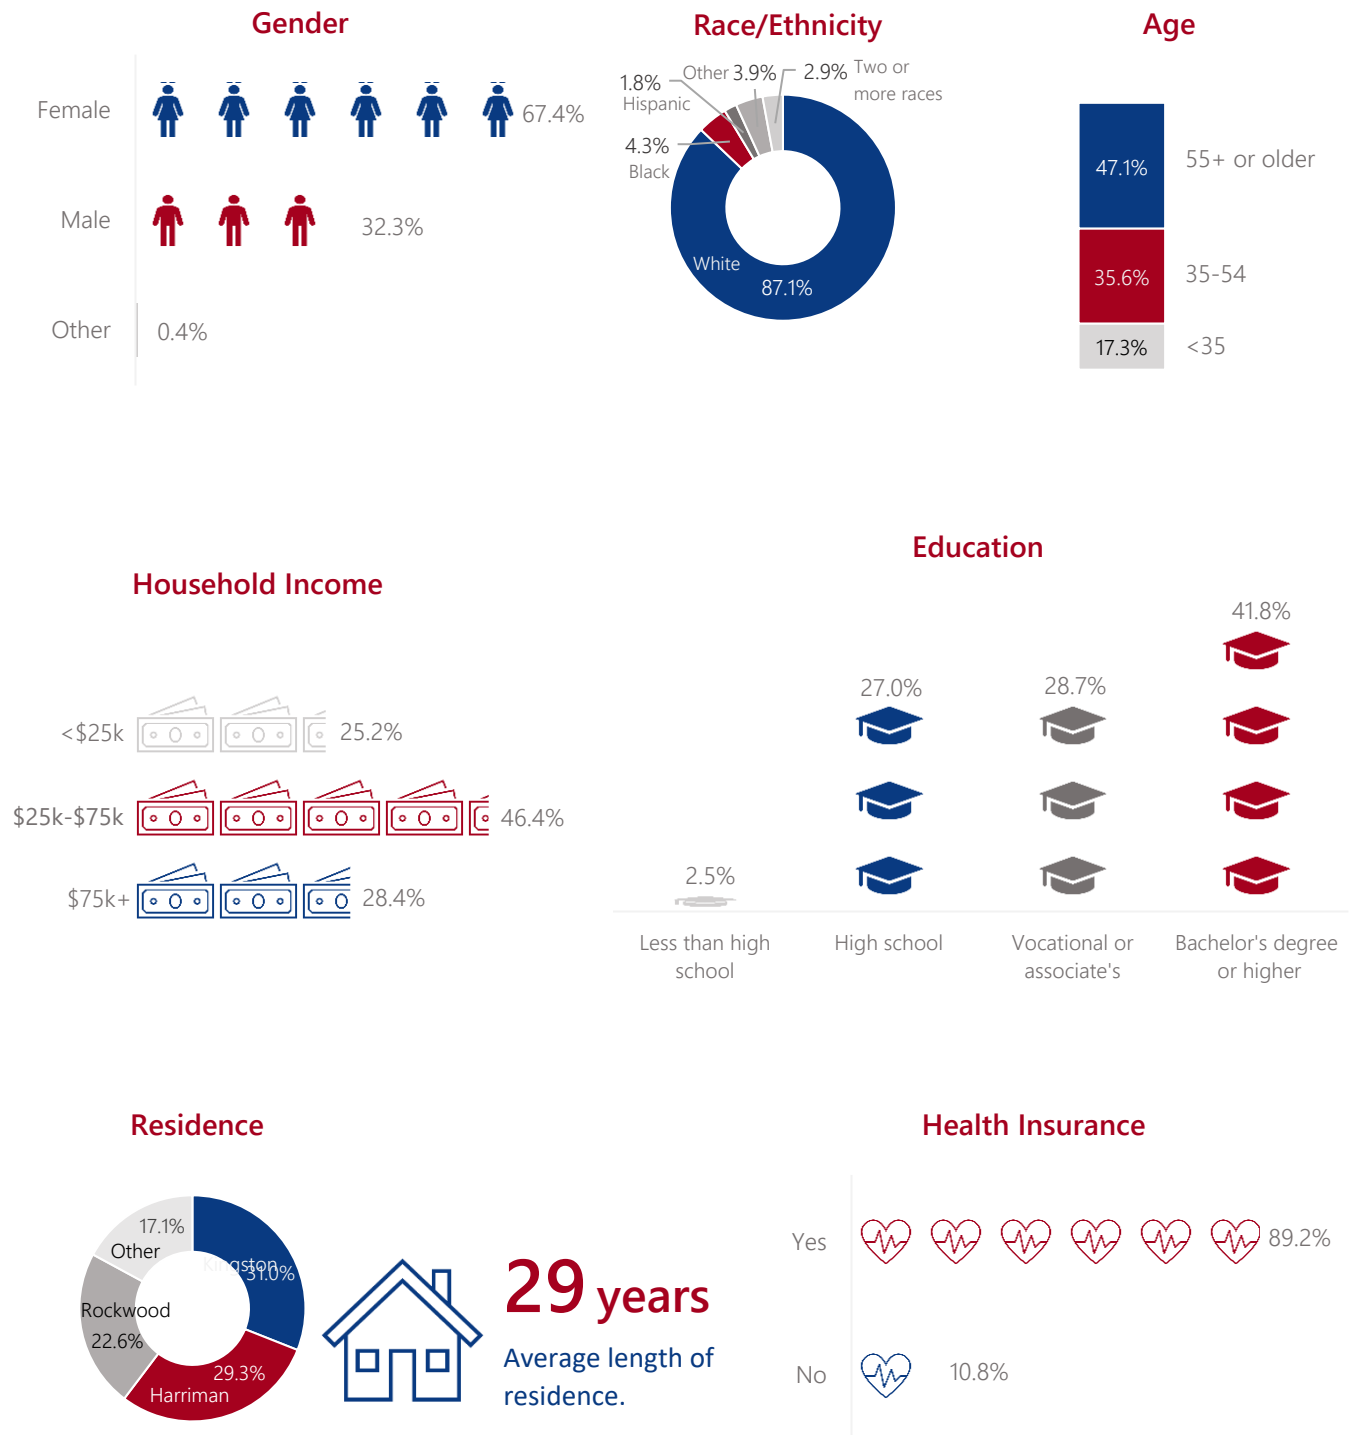 Gender
Female
67.4%
Male
32.3%
Other
0.4%
Race/Ethnicity
Other 3.9%
2.9% Two or
more races
1.8%
Hispanic
4.3%
Black
White
87.1%
Age
47.1%
55+ or older
35.6%
35-54
17.3%
<35
Household Income
<$25k
25.2%
$25k-$75k
46.4%
$75k+
28.4%
Education
2.5%
27.0%
28.7%
41.8%
Less than high
school
High school
Vocational or
associate's
Bachelor's degree
or higher
Residence
17.1%
Other
Kingston
31.0%
Rockwood
22.6%
29.3%
Harriman
29 years
Average length of
residence.
Health Insurance
Yes
89.2%
No
10.8%